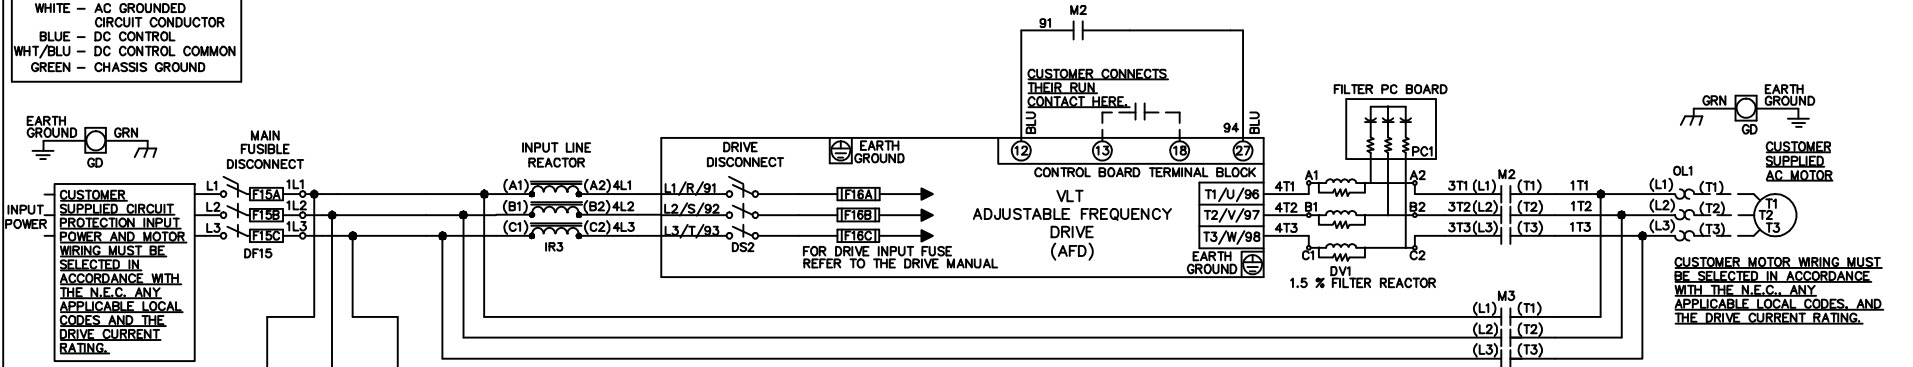 WHITE – AC GROUNDED
CIRCUIT CONDUCTOR
BLUE – DC CONTROL
WHT/BLU – DC CONTROL COMMON
GREEN – CHASSIS GROUND
EARTH
GROUND
GRN
GD
MAIN
FUSIBLE
DISCONNECT
INPUT
POWER
CUSTOMER
SUPPLIED CIRCUIT
PROTECTION INPUT
POWER AND MOTOR
WIRING MUST BE
SELECTED IN
ACCORDANCE WITH
THE N.E.C. ANY
APPLICABLE LOCAL
CODES AND THE
DRIVE CURRENT
RATING.
L1 F15A 1L1
L2 F15B 1L2
L3 F15C 1L3
DF15
INPUT LINE
REACTOR
(A1) (A2) 4L1
(B1) (B2) 4L2
(C1) (C2) 4L3
IR3
DRIVE
DISCONNECT
L1/R/91
L2/S/92
L3/T/93
DS2
EARTH
GROUND
F16A
F16B
F16C
FOR DRIVE INPUT FUSE
REFER TO THE DRIVE MANUAL
M2
91
CUSTOMER CONNECTS
THEIR RUN
CONTACT HERE.
BLU
94
BLU
12 13 18 27
CONTROL BOARD TERMINAL BLOCK
VLT
ADJUSTABLE FREQUENCY
DRIVE
(AFD)
T1/U/96
T2/V/97
T3/W/98
EARTH
GROUND
4T1
4T2
4T3
FILTER PC BOARD
PC1
A1 A2
B1 B2
C1 C2
DV1
1.5 % FILTER REACTOR
M2
3T1 (L1) (T1) 1T1
3T2(L2) (T2) 1T2
3T3(L3) (T3) 1T3
M3
(L1) (T1)
(L2) (T2)
(L3) (T3)
GRN
EARTH
GROUND
GD
CUSTOMER
SUPPLIED
AC MOTOR
OL1
(L1) (T1)
(L2) (T2)
(L3) (T3)
T1
T2
T3
CUSTOMER MOTOR WIRING MUST
BE SELECTED IN ACCORDANCE
WITH THE N.E.C., ANY
APPLICABLE LOCAL CODES, AND
THE DRIVE CURRENT RATING.